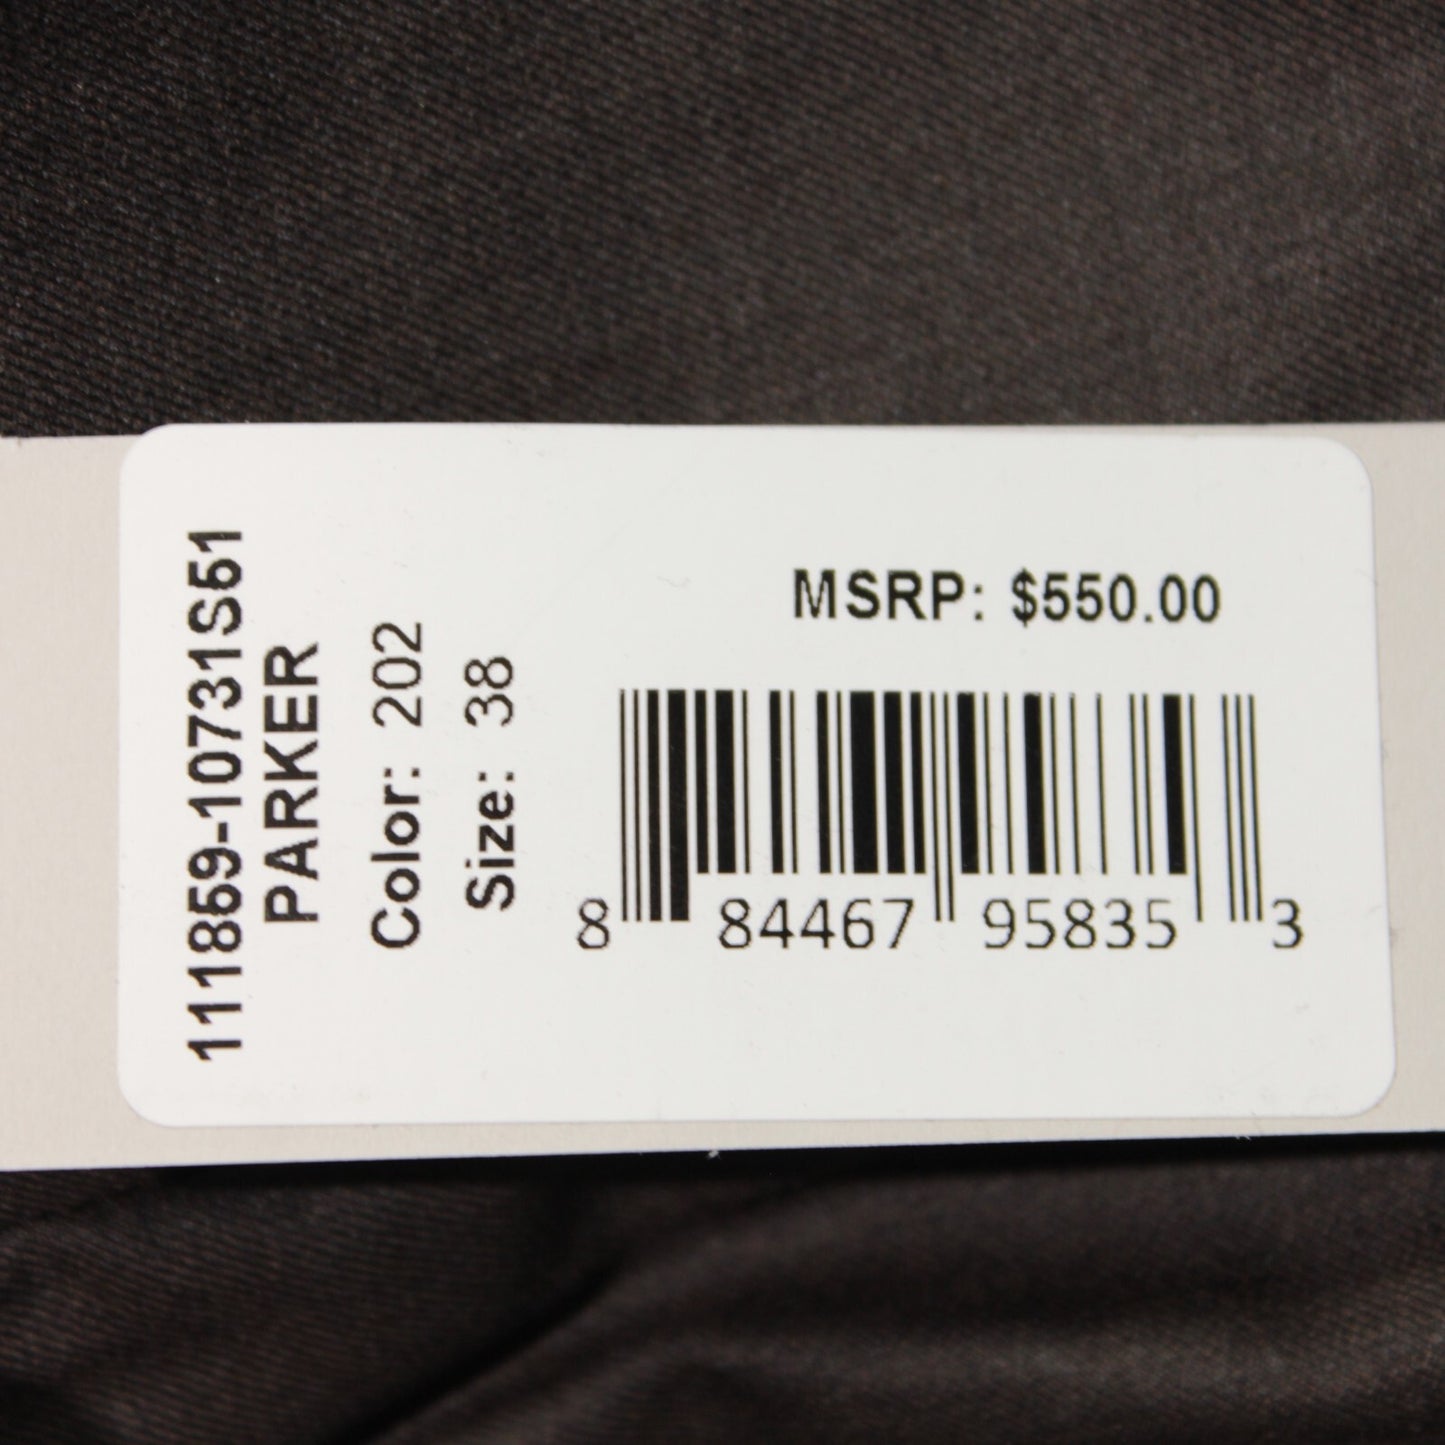 111859-10731S51
PARKER
Color: 202
Size: 38
MSRP: $550.00
8 84467 95835 3